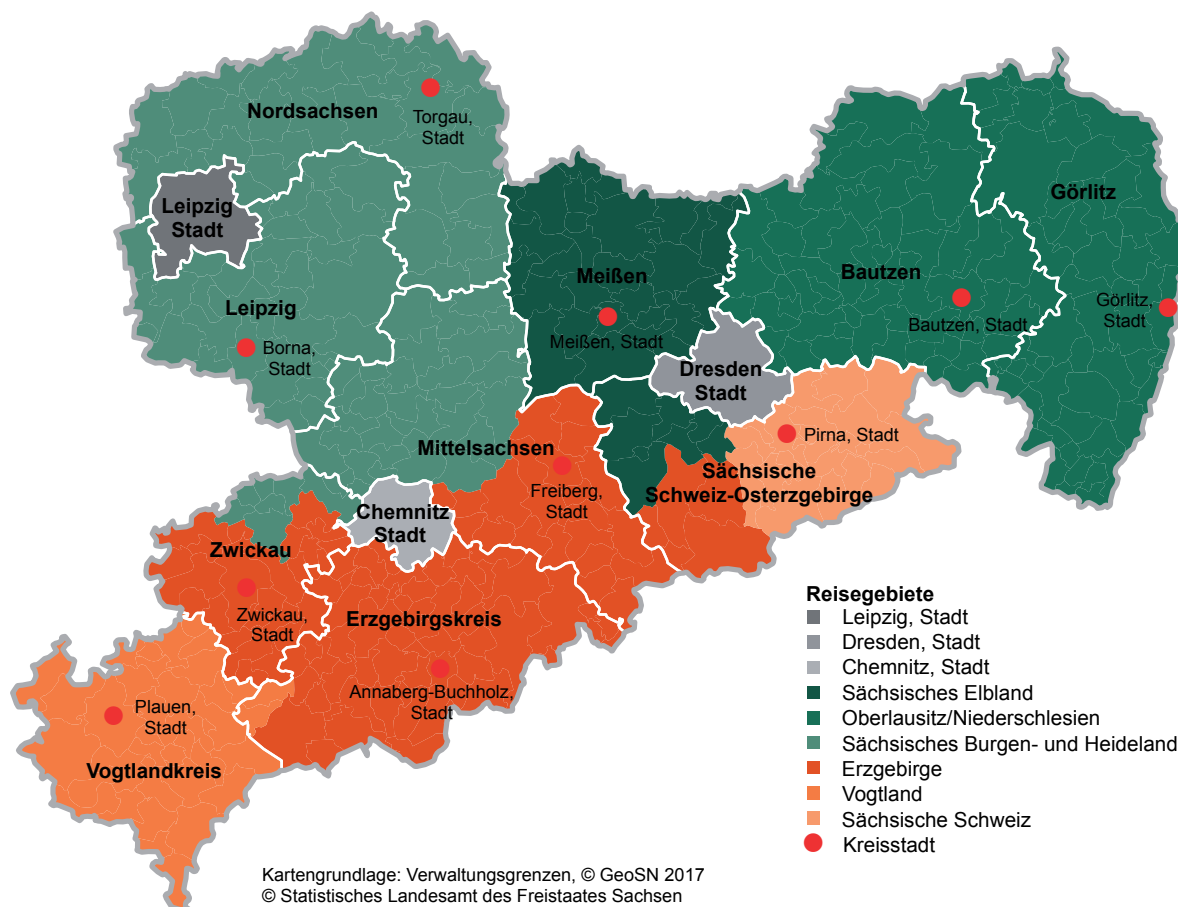 Nordsachsen
Torgau,
Stadt
Leipzig
Stadt
Görlitz
Meißen
Bautzen
Leipzig
Görlitz,
Stadt
Meißen, Stadt
Bautzen, Stadt
Borna,
Stadt
Dresden
Stadt
Mittelsachsen
Pirna, Stadt
Sächsische
Schweiz-Osterzgebirge
Freiberg,
Stadt
Chemnitz
Stadt
Zwickau
Zwickau,
Stadt
Erzgebirgskreis
Annaberg-Buchholz,
Stadt
Plauen,
Stadt
Vogtlandkreis
Reisegebiete
Leipzig, Stadt
Dresden, Stadt
Chemnitz, Stadt
Sächsisches Elbland
Oberlausitz/Niederschlesien
Sächsisches Burgen- und Heideland
Erzgebirge
Vogtland
Sächsische Schweiz
Kreisstadt
Kartengrundlage: Verwaltungsgrenzen, © GeoSN 2017
© Statistisches Landesamt des Freistaates Sachsen